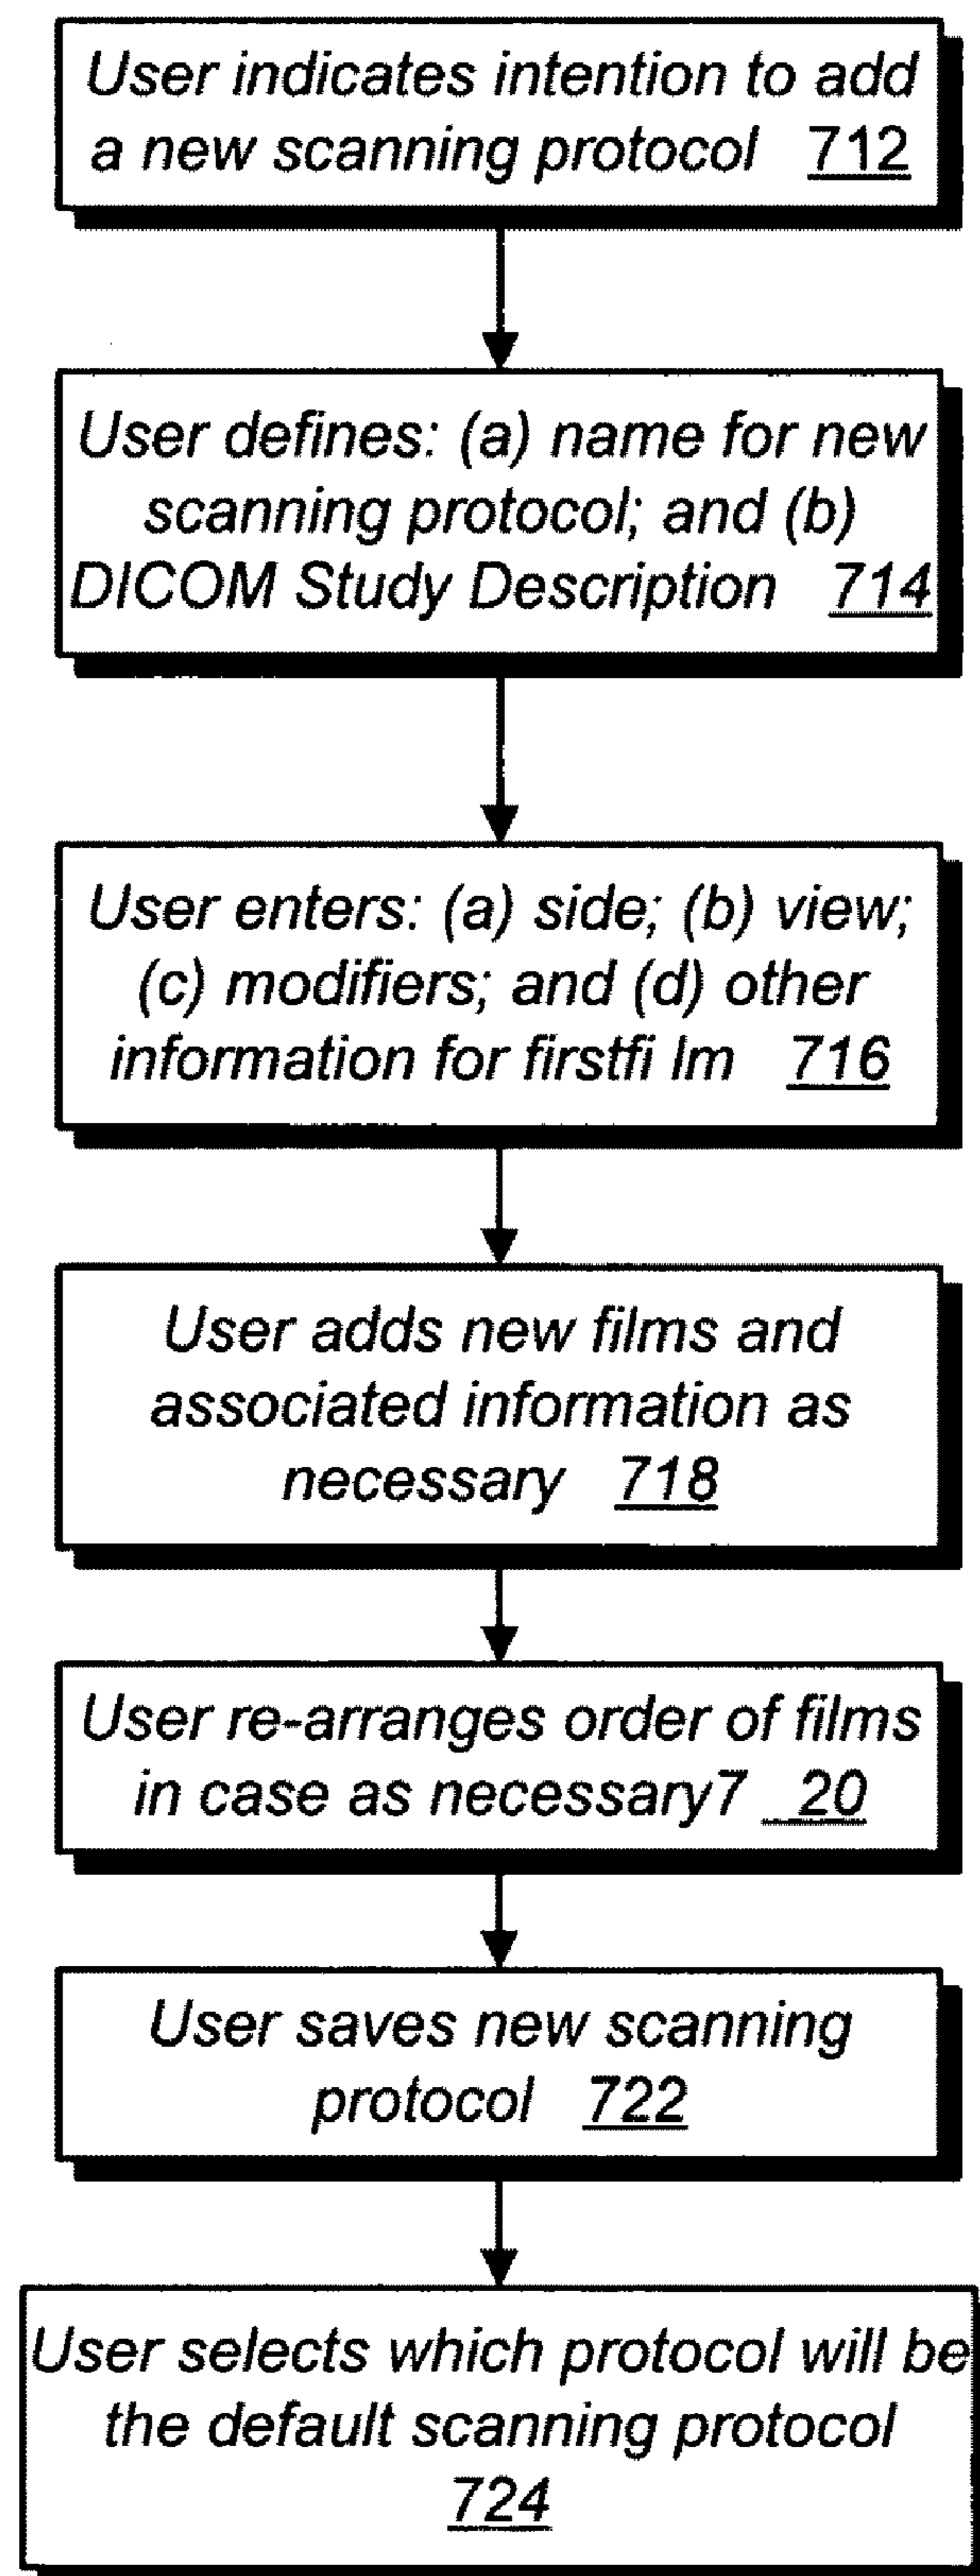 User indicates intention to add
a new scanning protocol 712
User defines: (a) name for new
scanning protocol; and (b)
DICOM Study Description 714
User enters: (a) side; (b) view;
(c) modifiers; and (d) other
information for firstfi lm 716
User adds new films and
associated information as
necessary 718
User re-arranges order of films
in case as necessary7 20
User saves new scanning
protocol 722
User selects which protocol will be
the default scanning protocol
724